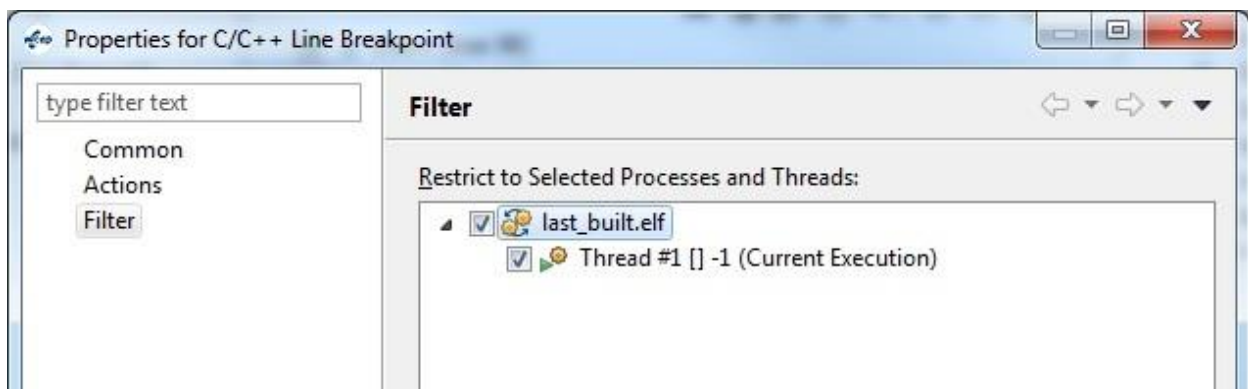 Properties for C/C++ Line Breakpoint
type filter text
Common
Actions
Filter
Filter
Restrict to Selected Processes and Threads:
last_built.elf
Thread #1 [] -1 (Current Execution)